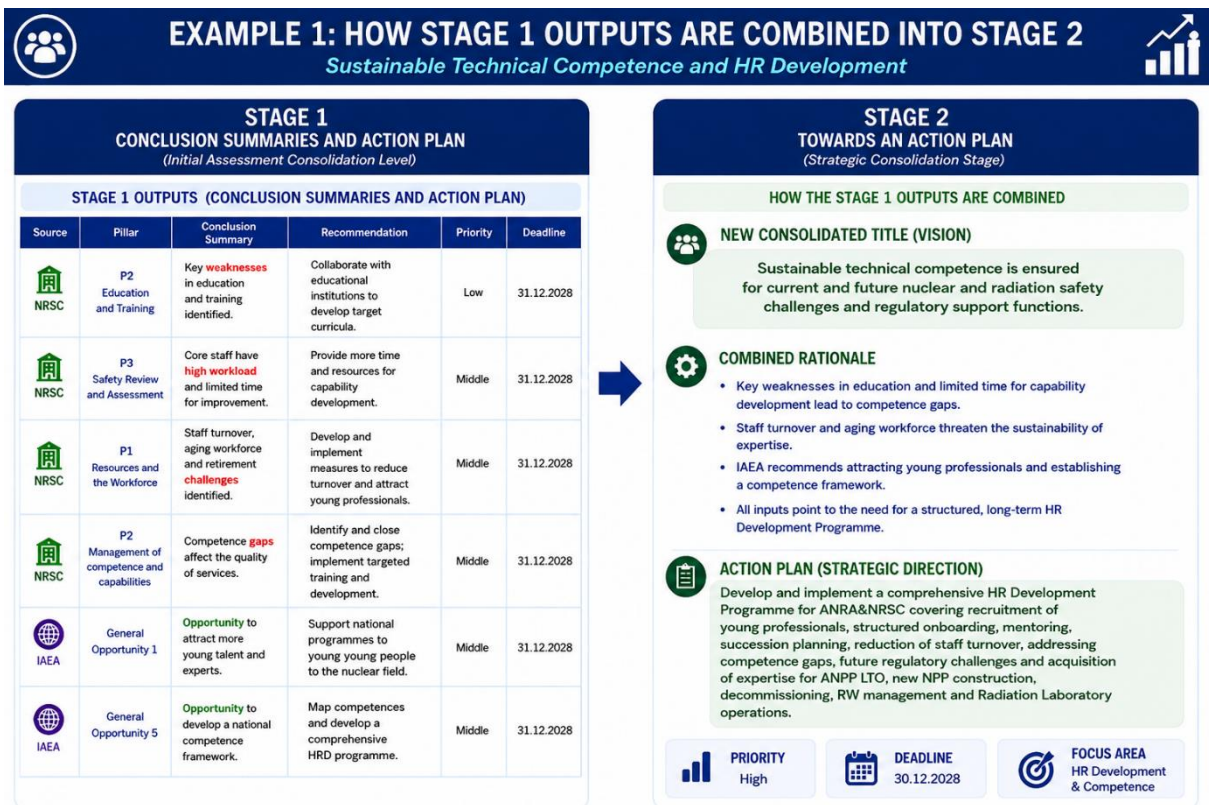 EXAMPLE 1: HOW STAGE 1 OUTPUTS ARE COMBINED INTO STAGE 2
Sustainable Technical Competence and HR Development
STAGE 1
CONCLUSION SUMMARIES AND ACTION PLAN
(Initial Assessment Consolidation Level)
STAGE 1 OUTPUTS (CONCLUSION SUMMARIES AND ACTION PLAN)
Source
Pillar
Conclusion
Summary
Recommendation
Priority
Deadline
NRSC
P2
Education
and Training
Key weaknesses
in education
and training
identified.
Collaborate with
educational
institutions to
develop target
curricula.
Low
31.12.2028
NRSC
P3
Safety Review
and Assessment
Core staff have
high workload
and limited time
for improvement.
Provide more time
and resources for
capability
development.
Middle
31.12.2028
NRSC
P1
Resources and
the Workforce
Staff turnover,
aging workforce
and retirement
challenges
identified.
Develop and
implement
measures to reduce
turnover and attract
young professionals.
Middle
31.12.2028
NRSC
P2
Management of
competence and
capabilities
Competence gaps
affect the quality
of services.
Identify and close
competence gaps;
implement targeted
training and
development.
Middle
31.12.2028
IAEA
General
Opportunity 1
Opportunity to
attract more
young talent and
experts.
Support national
programmes to
young young people
to the nuclear field.
Middle
31.12.2028
IAEA
General
Opportunity 5
Opportunity to
develop a national
competence
framework.
Map competences
and develop a
comprehensive
HRD programme.
Middle
31.12.2028
STAGE 2
TOWARDS AN ACTION PLAN
(Strategic Consolidation Stage)
HOW THE STAGE 1 OUTPUTS ARE COMBINED
NEW CONSOLIDATED TITLE (VISION)
Sustainable technical competence is ensured
for current and future nuclear and radiation safety
challenges and regulatory support functions.
COMBINED RATIONALE
• Key weaknesses in education and limited time for capability
development lead to competence gaps.
• Staff turnover and aging workforce threaten the sustainability of
expertise.
• IAEA recommends attracting young professionals and establishing
a competence framework.
• All inputs point to the need for a structured, long-term HR
Development Programme.
ACTION PLAN (STRATEGIC DIRECTION)
Develop and implement a comprehensive HR Development
Programme for ANRA&NRSC covering recruitment of
young professionals, structured onboarding, mentoring,
succession planning, reduction of staff turnover, addressing
competence gaps, future regulatory challenges and acquisition
of expertise for ANPP LTO, new NPP construction,
decommissioning, RW management and Radiation Laboratory
operations.
PRIORITY
High
DEADLINE
30.12.2028
FOCUS AREA
HR Development
& Competence